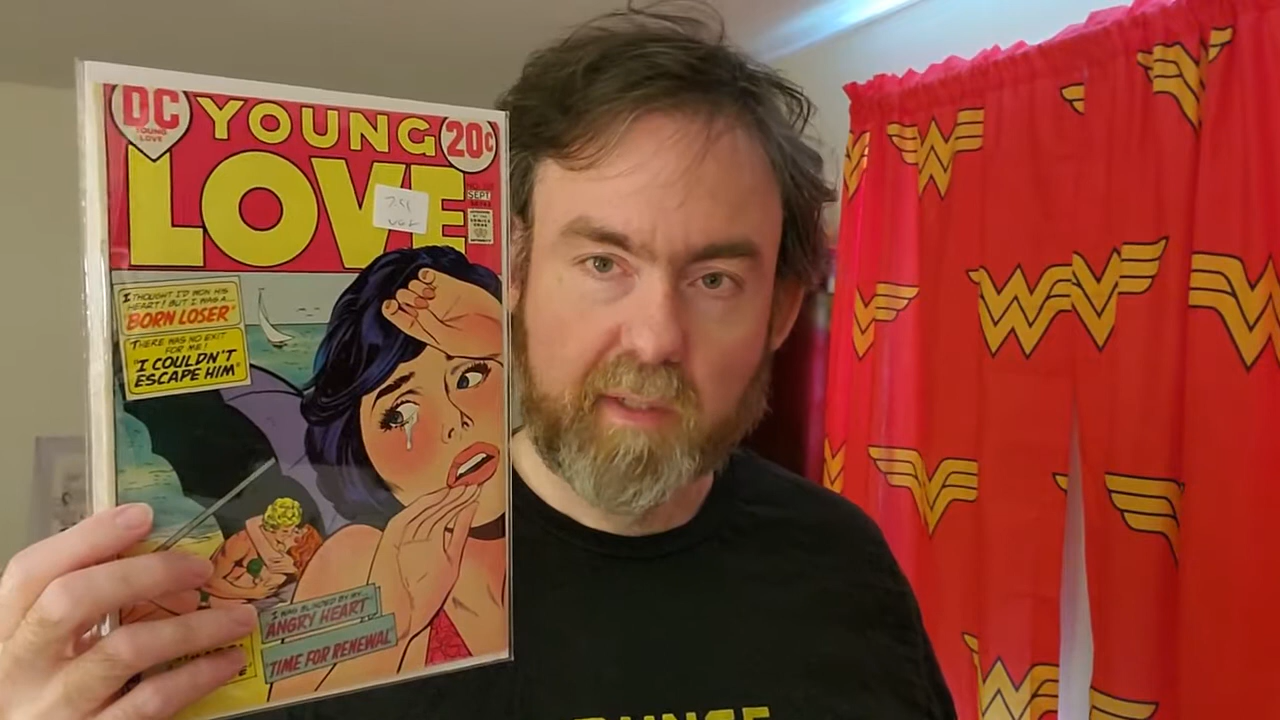 DC
YOUNG
LOVE
YOUNG
20¢
LOVE
SEPT
I THOUGHT I'D WON HIS
HEART! BUT I WAS A...
"BORN LOSER"
THERE WAS NO EXIT
FOR ME!
"I COULDN'T
ESCAPE HIM"
I WAS BLINDED BY MY...
"ANGRY HEART"
"TIME FOR RENEWAL"